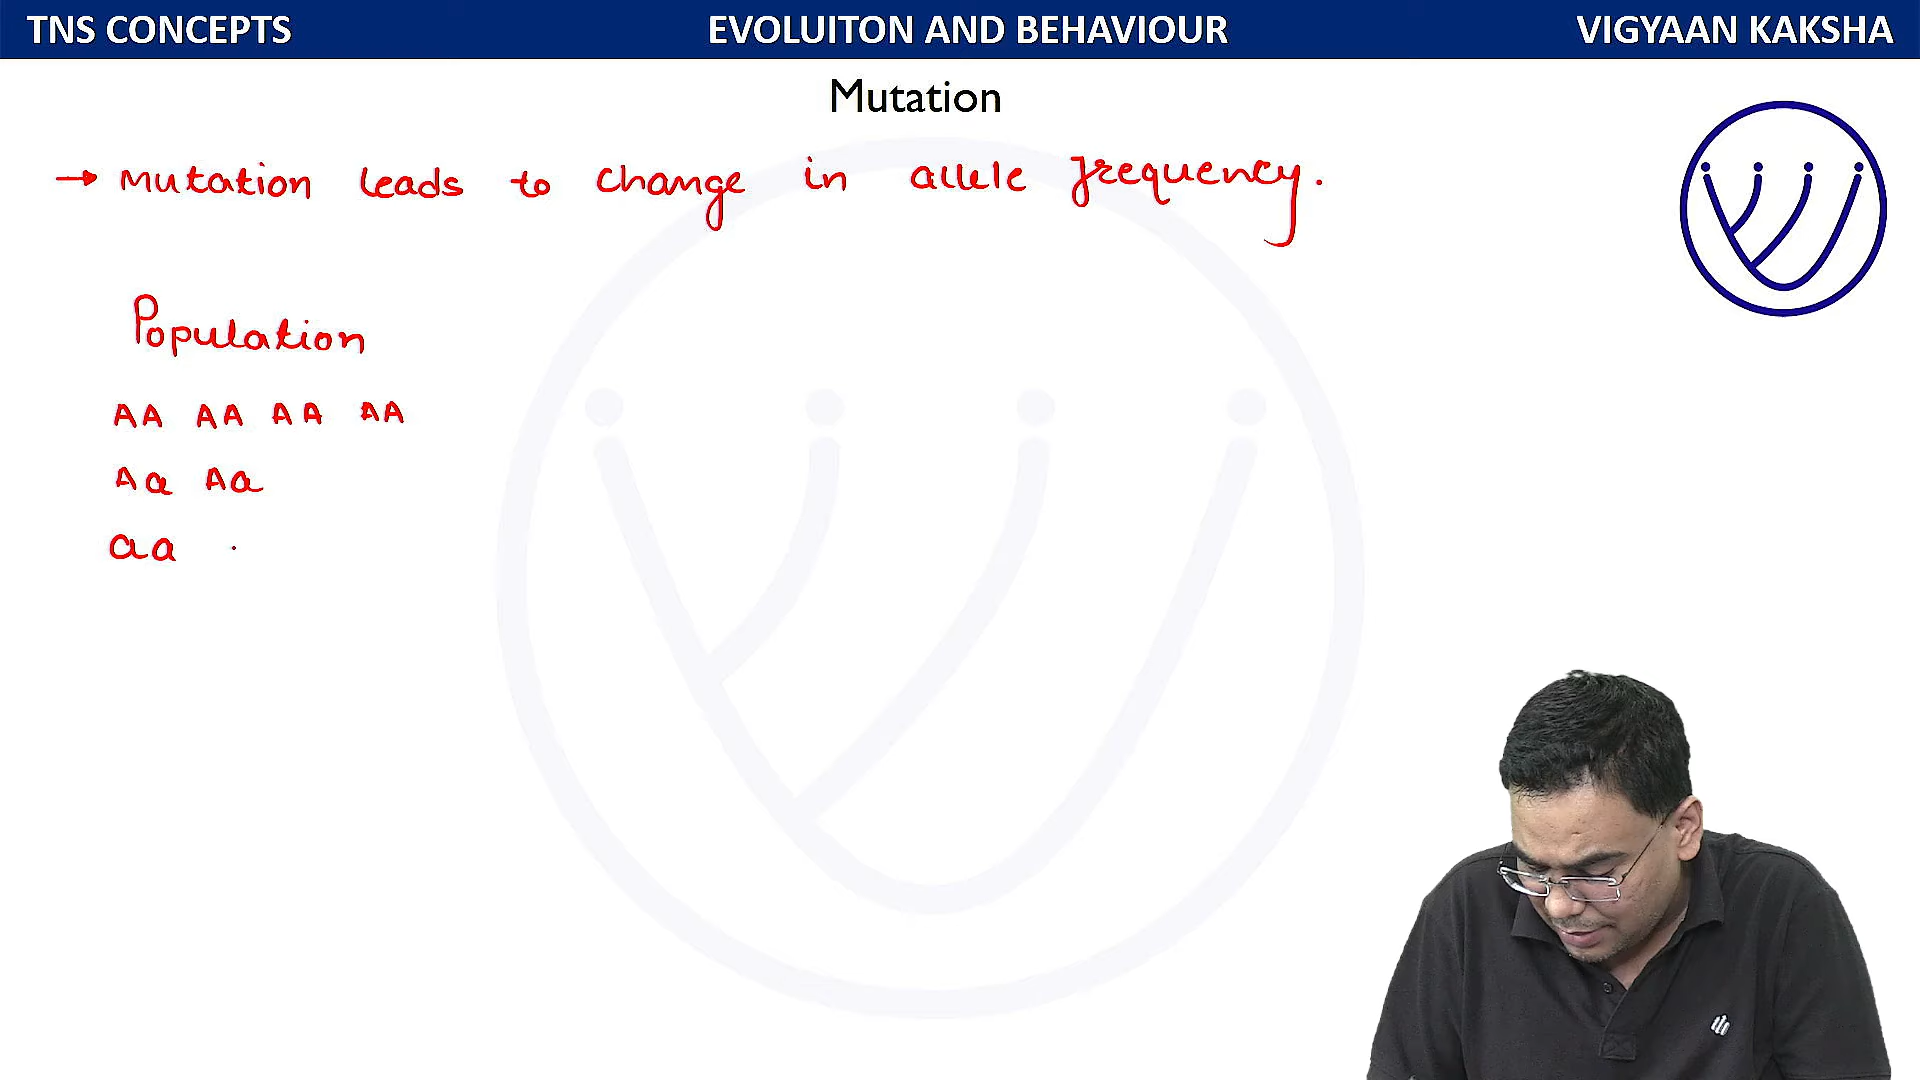 TNS CONCEPTS EVOLUITON AND BEHAVIOUR VIGYAAN KAKSHA
Mutation
→ Mutation leads to change in allele frequency.
Population
AA AA AA AA
Aa Aa
aa